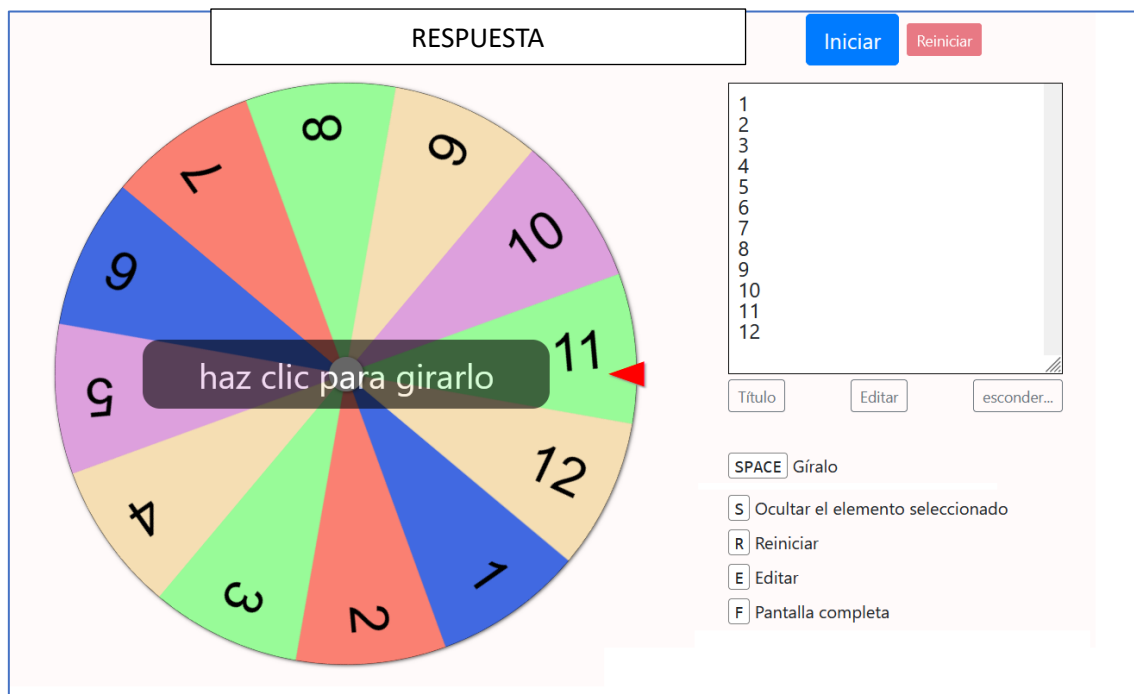 RESPUESTA
Iniciar
Reiniciar
8
9
10
11
12
1
2
3
4
5
6
7
haz clic para girarlo
1
2
3
4
5
6
7
8
9
10
11
12
Título
Editar
esconder...
SPACE Gíralo
S Ocultar el elemento seleccionado
R Reiniciar
E Editar
F Pantalla completa